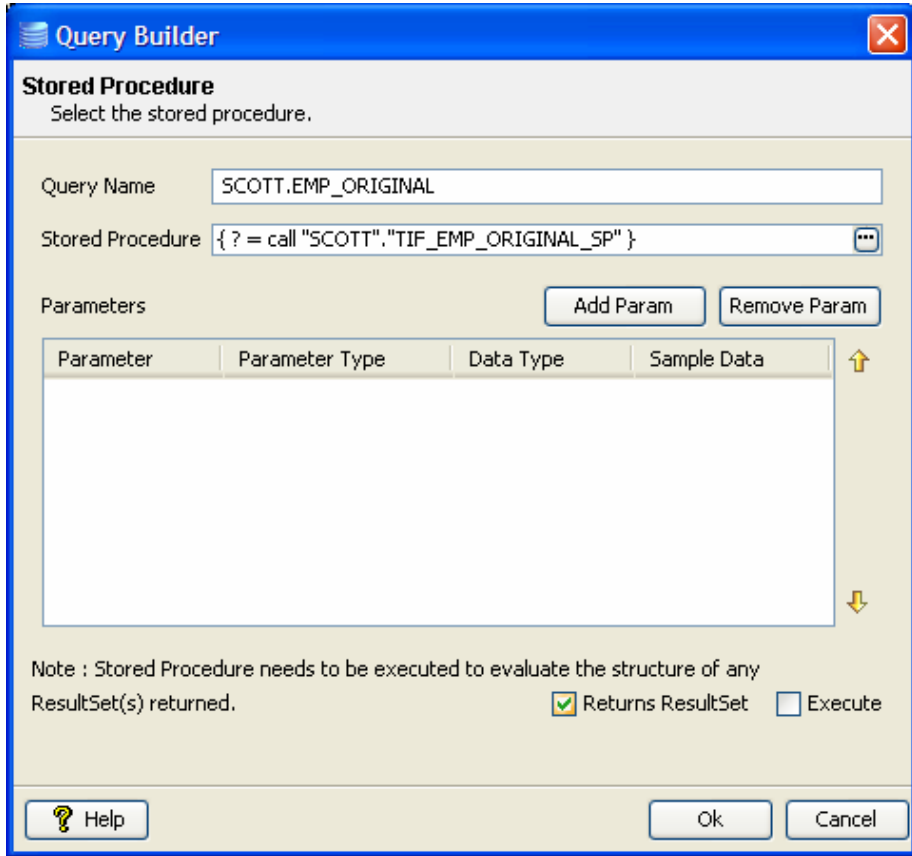 Query Builder
Stored Procedure
Select the stored procedure.
Query Name SCOTT.EMP_ORIGINAL
Stored Procedure { ? = call "SCOTT"."TIF_EMP_ORIGINAL_SP" }
Parameters Add Param Remove Param
Parameter Parameter Type Data Type Sample Data
Note : Stored Procedure needs to be executed to evaluate the structure of any
ResultSet(s) returned. Returns ResultSet Execute
? Help Ok Cancel